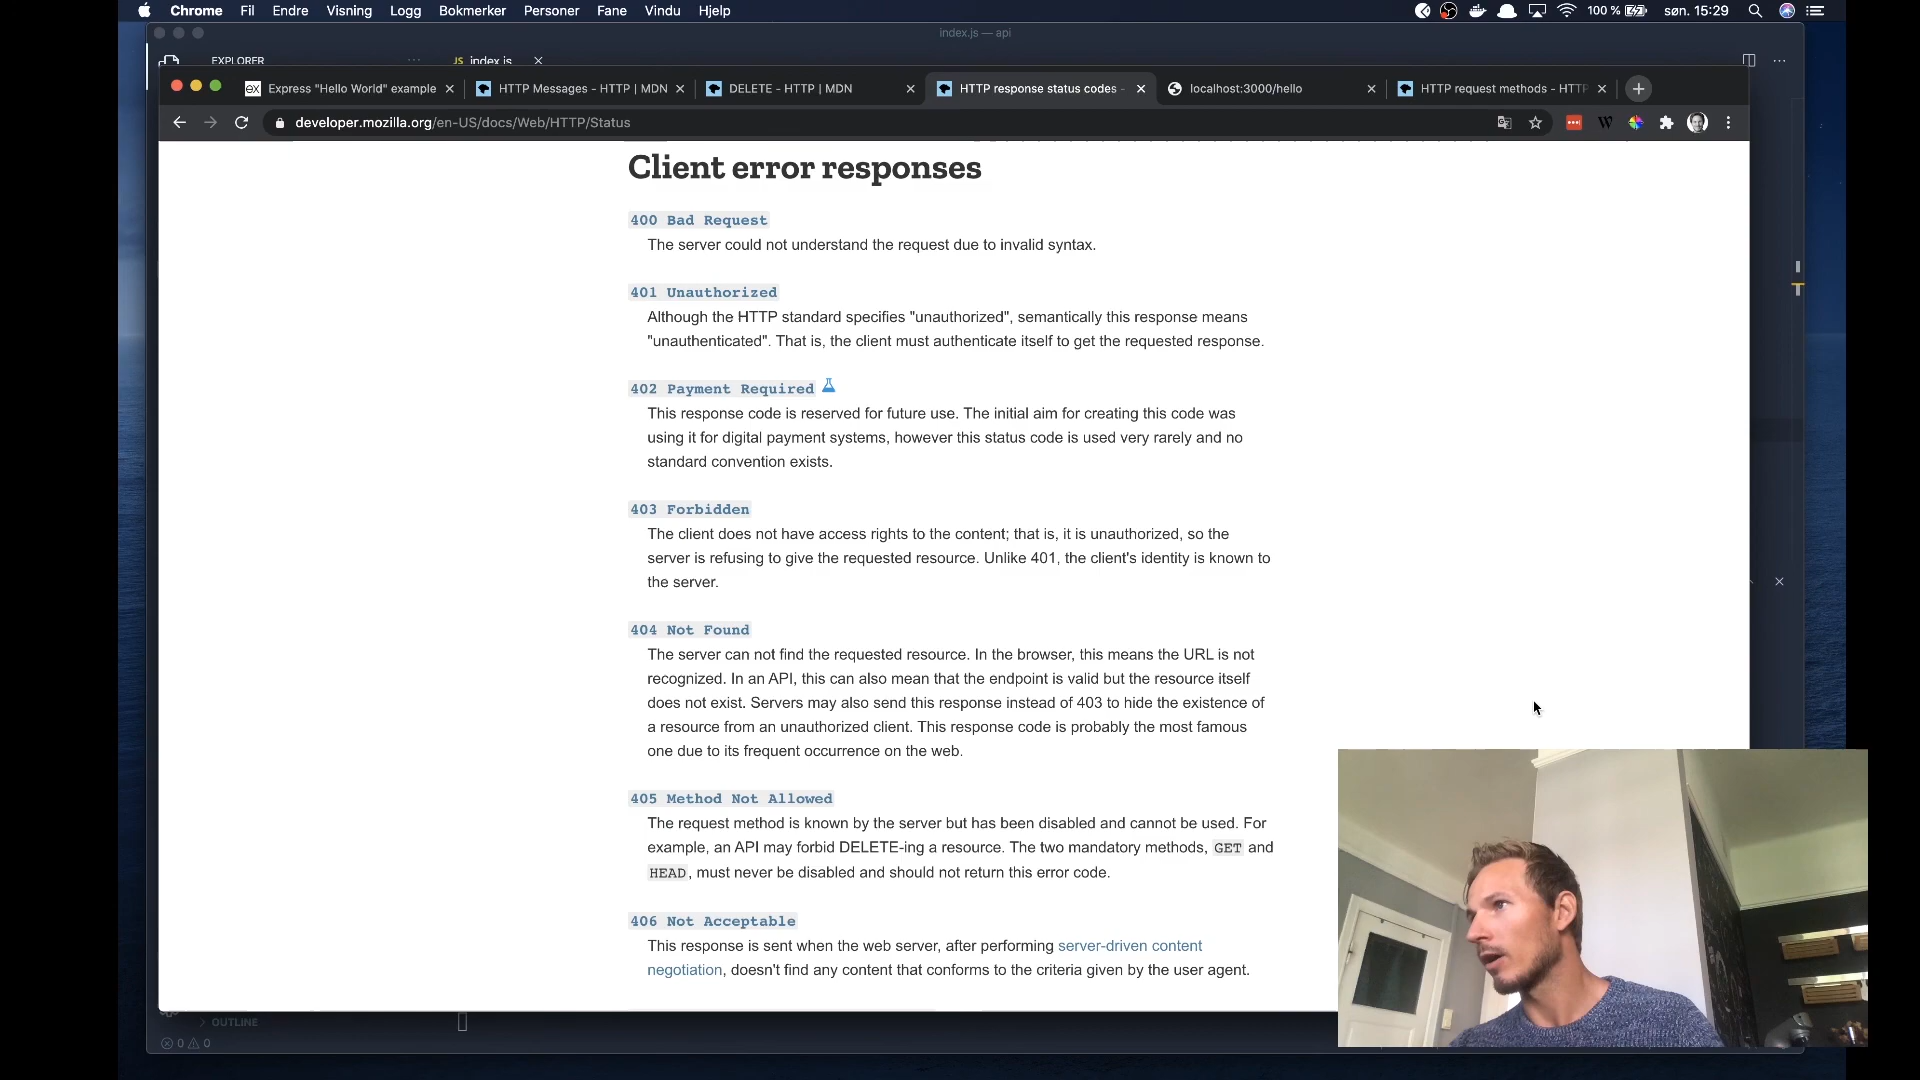 Chrome Fil Endre Visning Logg Bokmerker Personer Fane Vindu Hjelp 100 % søn. 15:29
index.js — api
EXPLORER ... JS index.js
Express "Hello World" example HTTP Messages - HTTP | MDN DELETE - HTTP | MDN HTTP response status codes - localhost:3000/hello HTTP request methods - HTTP
developer.mozilla.org/en-US/docs/Web/HTTP/Status
Client error responses
400 Bad Request
The server could not understand the request due to invalid syntax.
401 Unauthorized
Although the HTTP standard specifies "unauthorized", semantically this response means
"unauthenticated". That is, the client must authenticate itself to get the requested response.
402 Payment Required
This response code is reserved for future use. The initial aim for creating this code was
using it for digital payment systems, however this status code is used very rarely and no
standard convention exists.
403 Forbidden
The client does not have access rights to the content; that is, it is unauthorized, so the
server is refusing to give the requested resource. Unlike 401, the client's identity is known to
the server.
404 Not Found
The server can not find the requested resource. In the browser, this means the URL is not
recognized. In an API, this can also mean that the endpoint is valid but the resource itself
does not exist. Servers may also send this response instead of 403 to hide the existence of
a resource from an unauthorized client. This response code is probably the most famous
one due to its frequent occurrence on the web.
405 Method Not Allowed
The request method is known by the server but has been disabled and cannot be used. For
example, an API may forbid DELETE-ing a resource. The two mandatory methods, GET and
HEAD, must never be disabled and should not return this error code.
406 Not Acceptable
This response is sent when the web server, after performing server-driven content
negotiation, doesn't find any content that conforms to the criteria given by the user agent.
OUTLINE
0 0